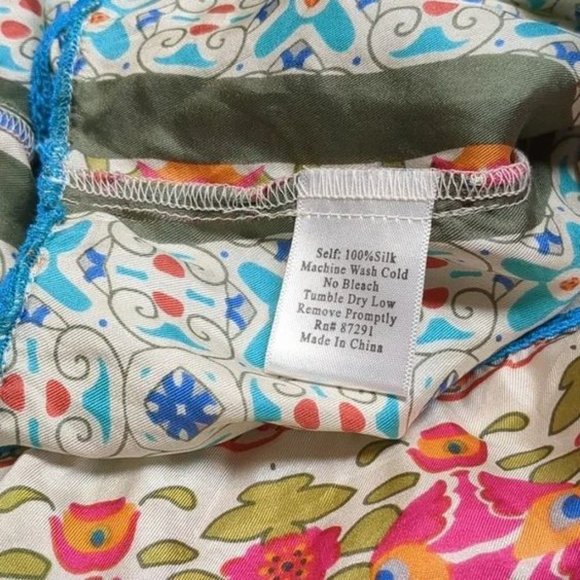 Self: 100%Silk
Machine Wash Cold
No Bleach
Tumble Dry Low
Remove Promptly
Rn# 87291
Made In China